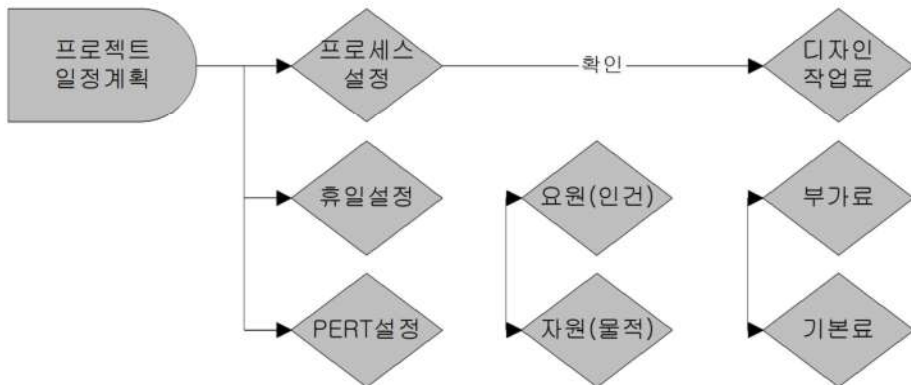 프로젝트
일정계획
프로세스
설정
확인
디자인
작업료
휴일설정
요원(인건)
부가료
PERT설정
자원(물적)
기본료